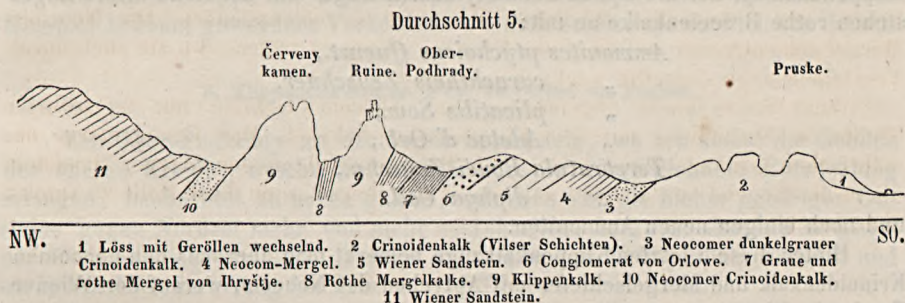 Durchschnitt 5.
Červeny Ober-
kamen. Ruine. Podhrady. Pruske.
11 10 9 8 9 8 7 6 5 4 3 2 1
NW. SO.
1 Löss mit Geröllen wechselnd. 2 Crinoidenkalk (Vilser Schichten). 3 Neocomer dunkelgrauer
Crinoidenkalk. 4 Neocom-Mergel. 5 Wiener Sandstein. 6 Conglomerat von Orlowe. 7 Graue und
rothe Mergel von Ihrystje. 8 Rothe Mergelkalke. 9 Klippenkalk. 10 Neocomer Crinoidenkalk.
11 Wiener Sandstein.